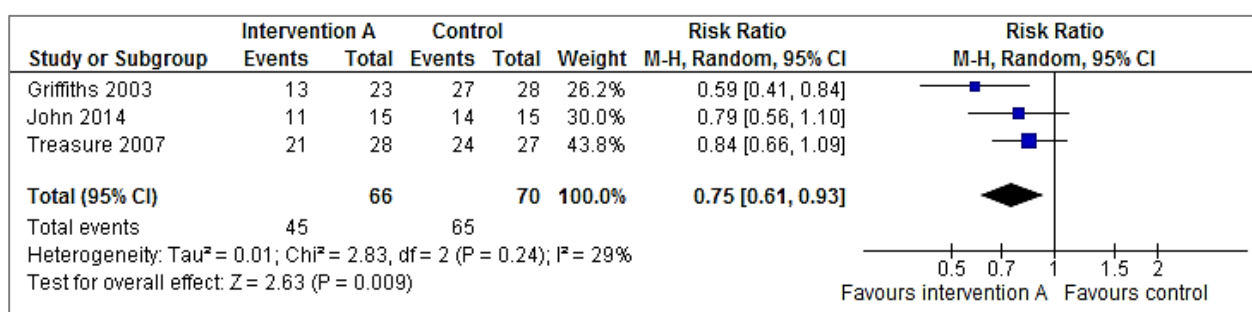 Intervention A Control Risk Ratio Risk Ratio
Study or Subgroup Events Total Events Total Weight M-H, Random, 95% CI M-H, Random, 95% CI
Griffiths 2003 13 23 27 28 26.2% 0.59 [0.41, 0.84]
John 2014 11 15 14 15 30.0% 0.79 [0.56, 1.10]
Treasure 2007 21 28 24 27 43.8% 0.84 [0.66, 1.09]
Total (95% CI) 66 70 100.0% 0.75 [0.61, 0.93]
Total events 45 65
Heterogeneity: Tau² = 0.01; Chi² = 2.83, df = 2 (P = 0.24); I² = 29%
Test for overall effect: Z = 2.63 (P = 0.009)
0.5 0.7 1 1.5 2
Favours intervention A Favours control